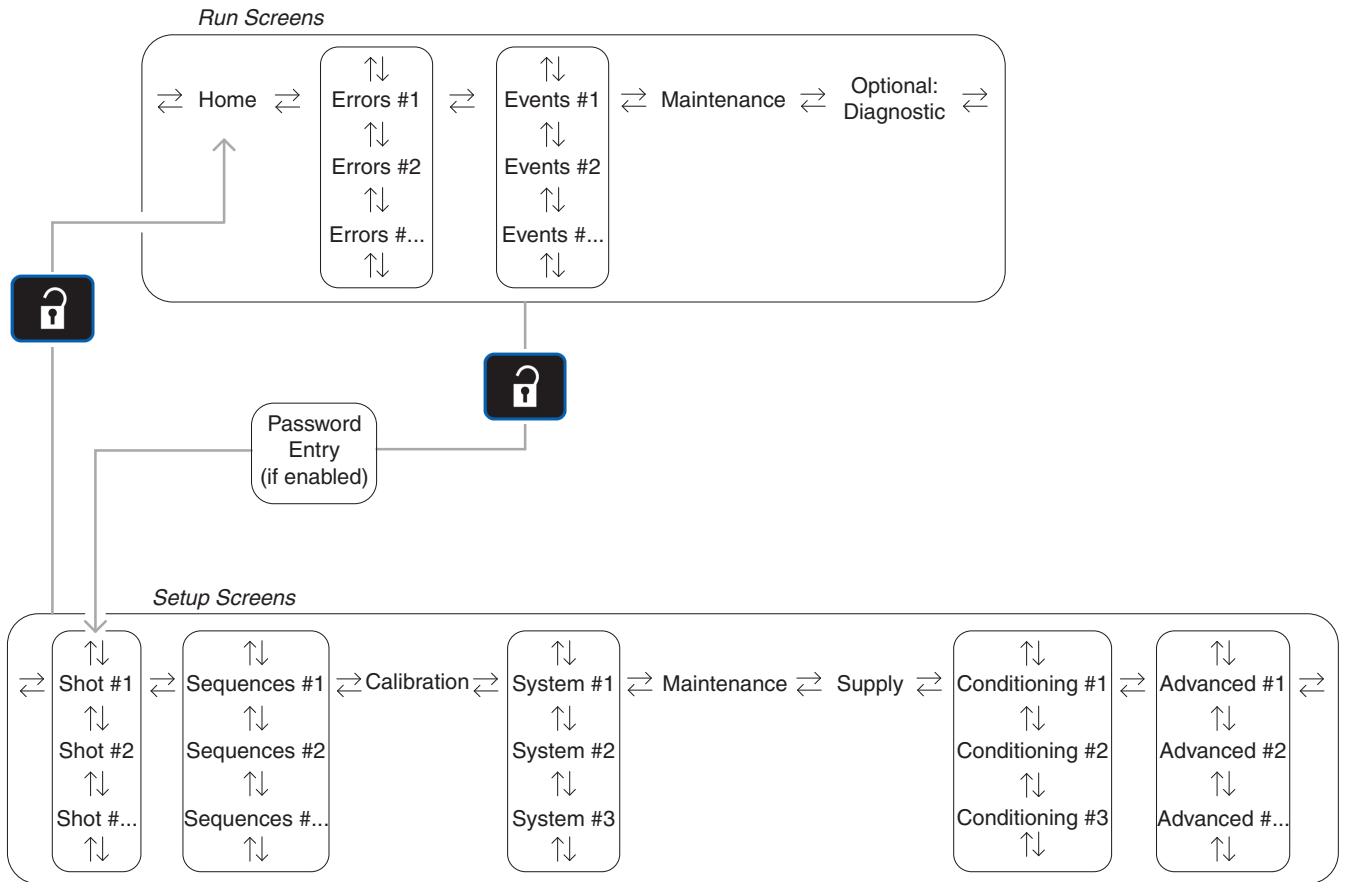 Run Screens
Home
Errors #1
Events #1
Maintenance
Optional:
Diagnostic
Errors #2
Events #2
Errors #...
Events #...
Password
Entry
(if enabled)
Setup Screens
Shot #1
Sequences #1
Calibration
System #1
Maintenance
Supply
Conditioning #1
Advanced #1
Shot #2
Sequences #2
System #2
Conditioning #2
Advanced #2
Shot #...
Sequences #...
System #3
Conditioning #3
Advanced #...